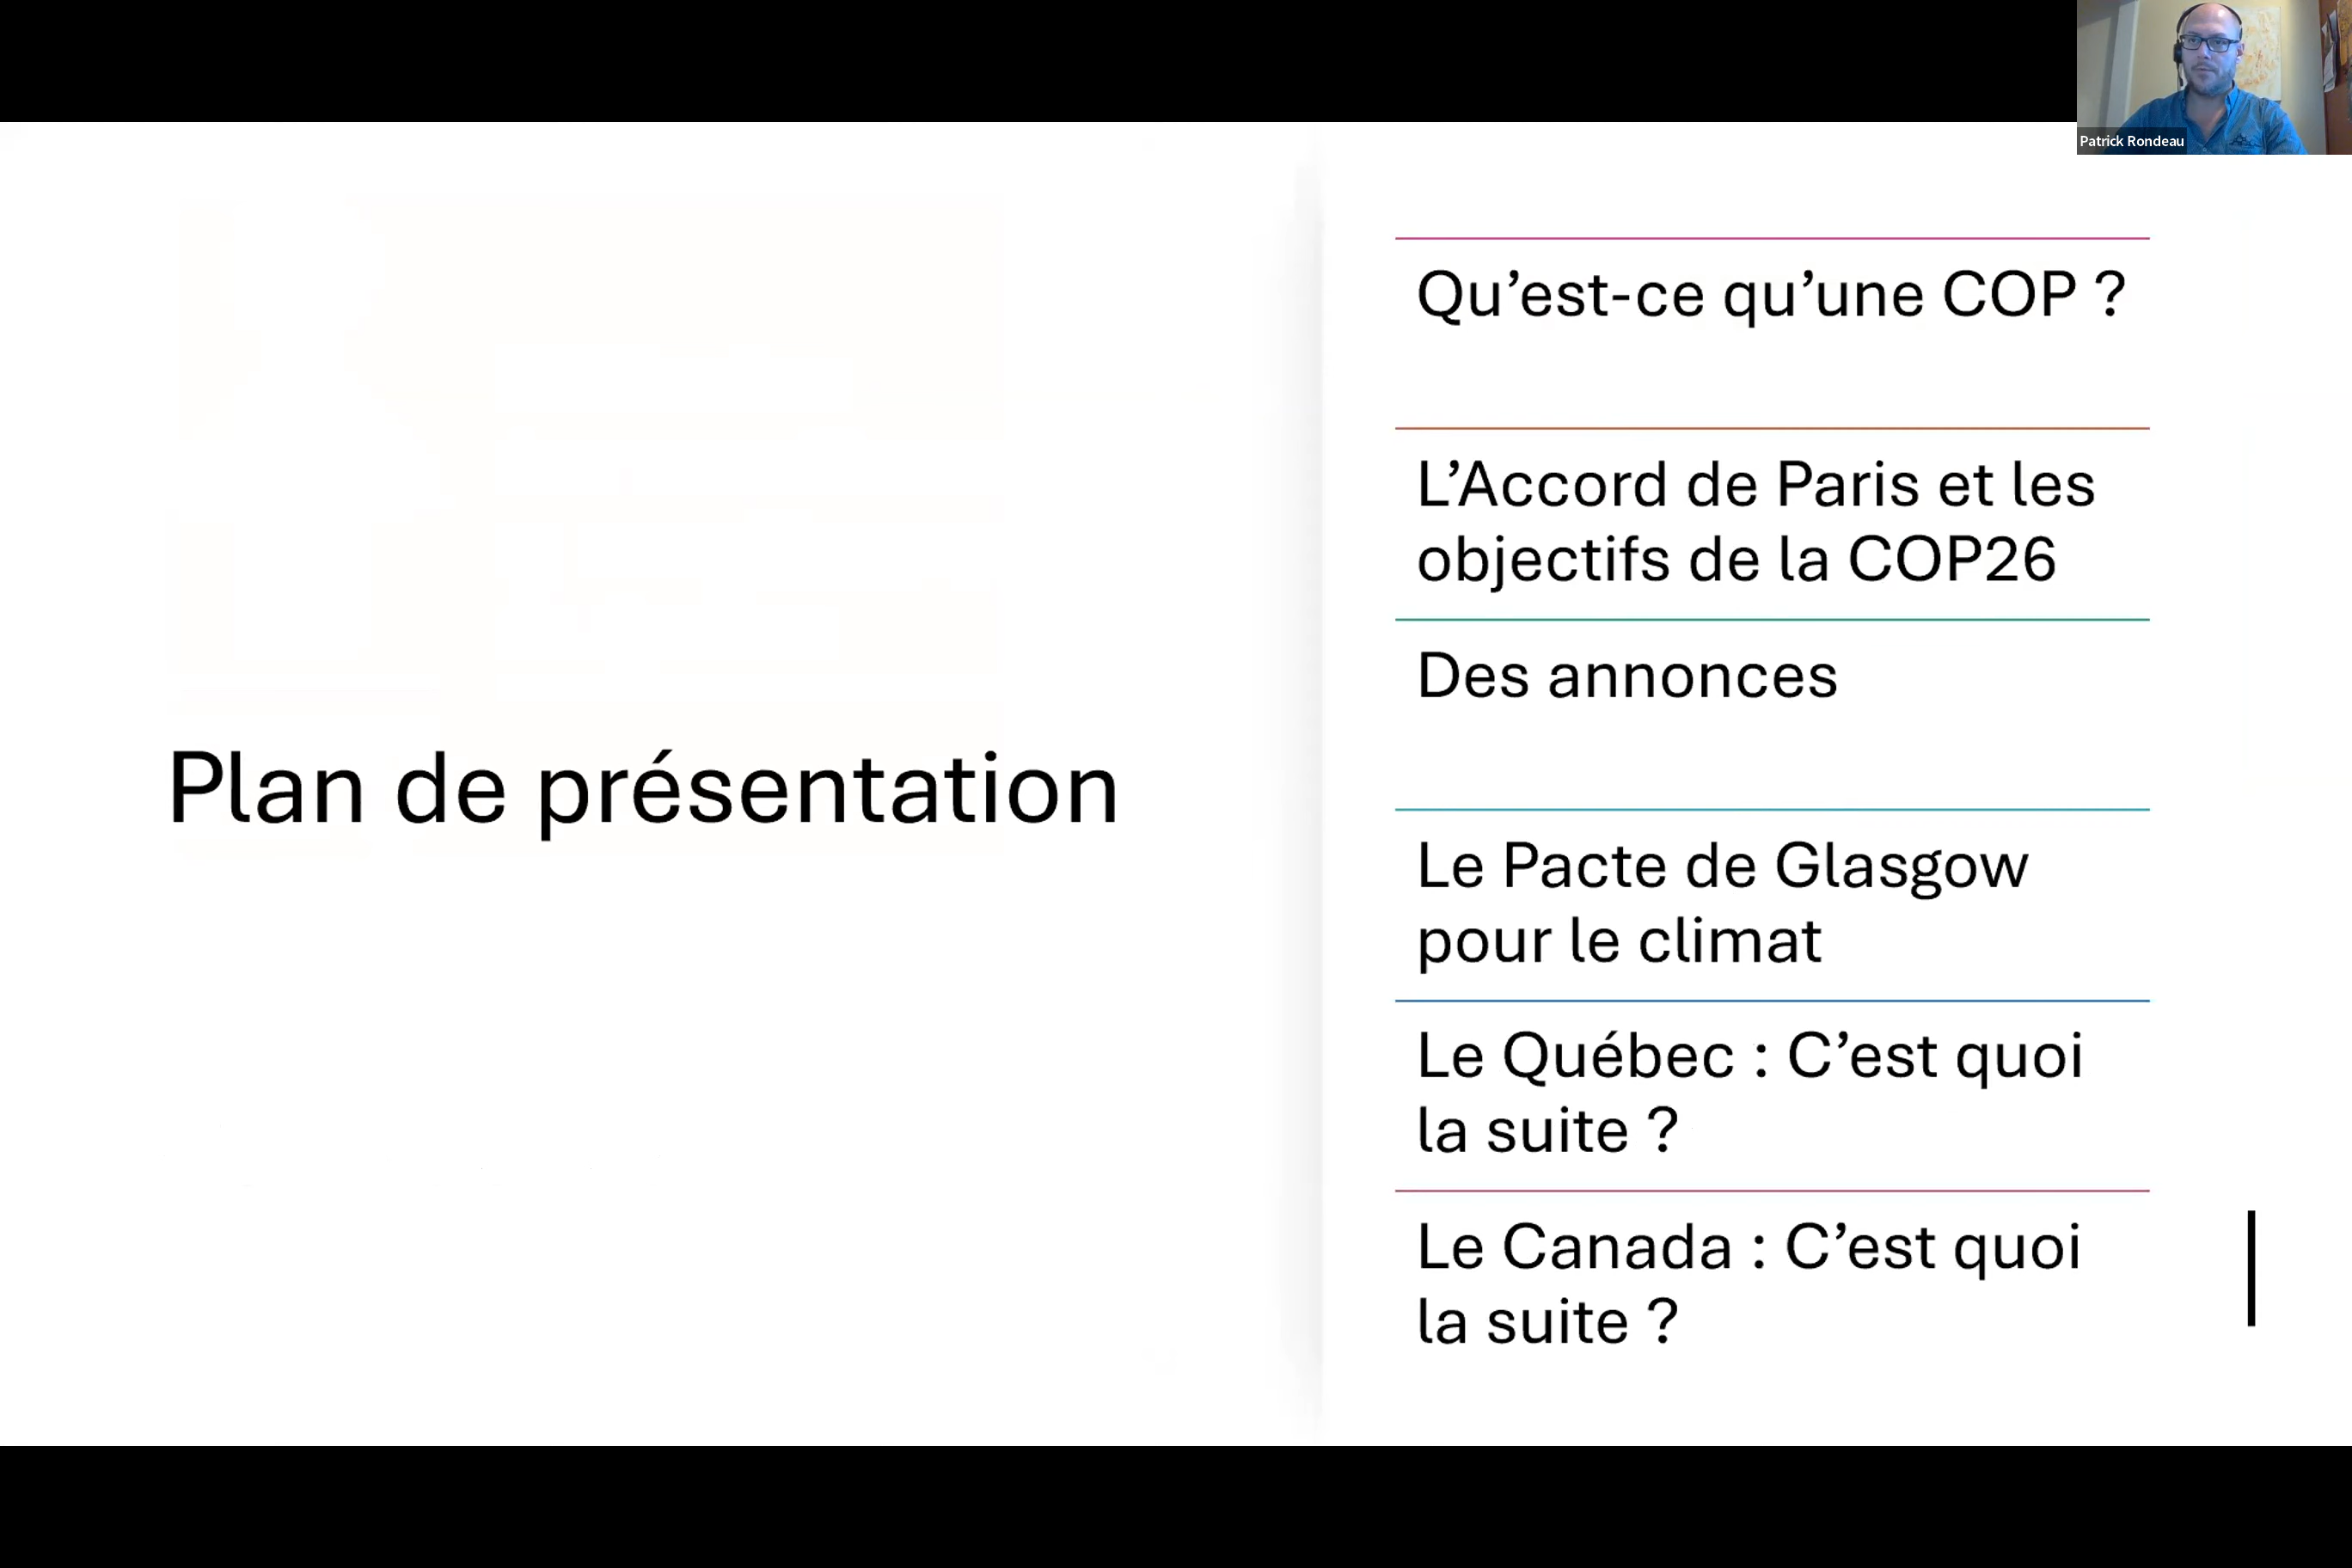 Patrick Rondeau
Plan de présentation
Qu’est-ce qu’une COP ?
L’Accord de Paris et les
objectifs de la COP26
Des annonces
Le Pacte de Glasgow
pour le climat
Le Québec : C’est quoi
la suite ?
Le Canada : C’est quoi
la suite ?